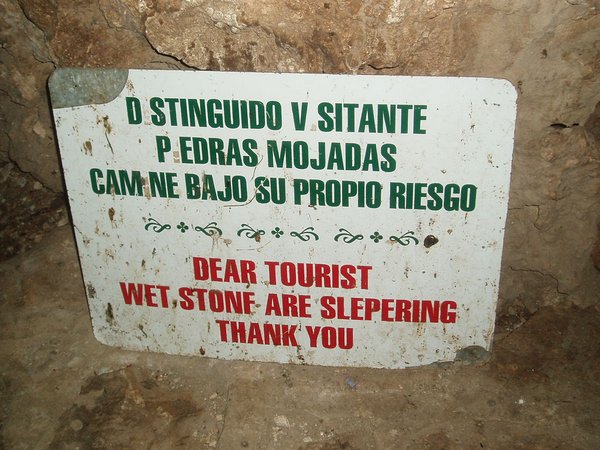 D STINGUIDO V SITANTE
P EDRAS MOJADAS
CAM NE BAJO SU PROPIO RIESGO
DEAR TOURIST
WET STONE ARE SLEPERING
THANK YOU